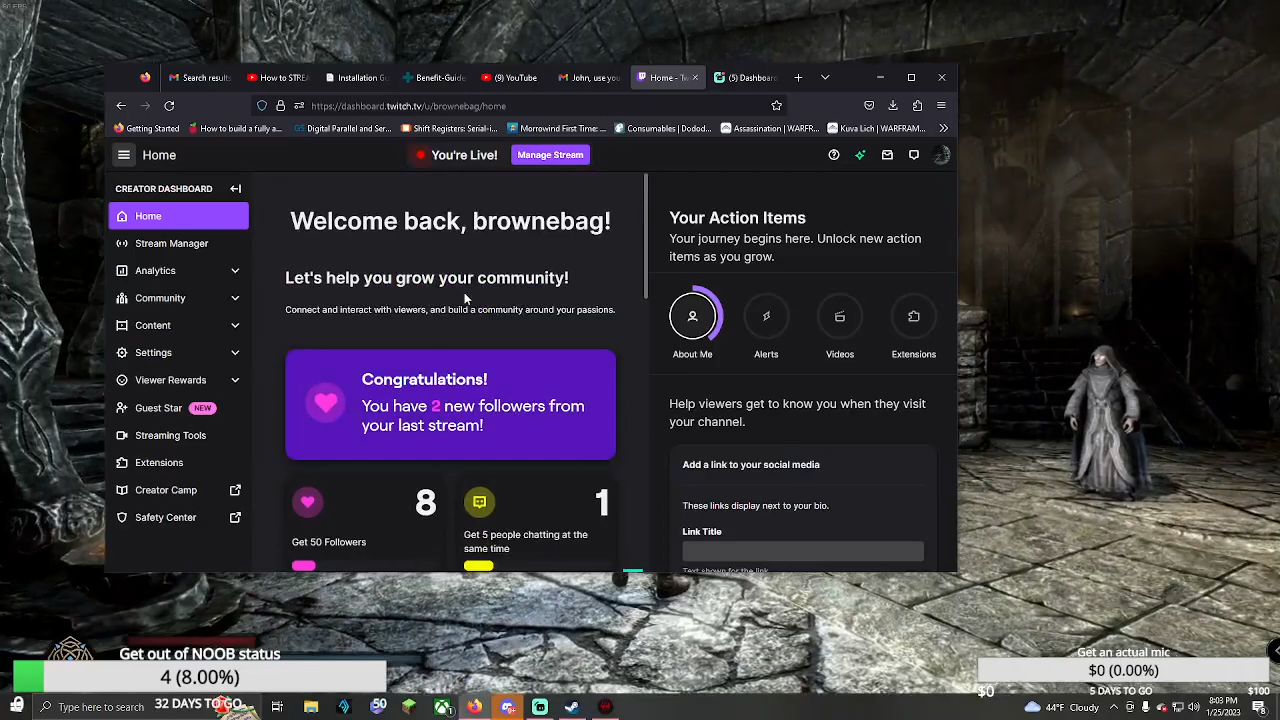 60 FPS
Search results
How to STREA
Installation Gu
Benefit-Guide
(9) YouTube
John, use you
Home - Tw
(5) Dashboard
https://dashboard.twitch.tv/u/brownebag/home
Getting Started
How to build a fully a...
Digital Parallel and Ser...
Shift Registers: Serial-i...
Morrowind First Time: ...
Consumables | Dodod...
Assassination | WARFR...
Kuva Lich | WARFRAM...
Home
You're Live!
Manage Stream
CREATOR DASHBOARD
Home
Stream Manager
Analytics
Community
Content
Settings
Viewer Rewards
Guest Star NEW
Streaming Tools
Extensions
Creator Camp
Safety Center
Welcome back, brownebag!
Let's help you grow your community!
Connect and interact with viewers, and build a community around your passions.
Congratulations!
You have 2 new followers from
your last stream!
8
Get 50 Followers
1
Get 5 people chatting at the
same time
Your Action Items
Your journey begins here. Unlock new action
items as you grow.
About Me
Alerts
Videos
Extensions
Help viewers get to know you when they visit
your channel.
Add a link to your social media
These links display next to your bio.
Link Title
Text shown for the link
Get out of NOOB status
4 (8.00%)
32 DAYS TO GO
50
Get an actual mic
$0 (0.00%)
$0
5 DAYS TO GO
$100
Type here to search
44°F Cloudy
8:03 PM
1/25/2023